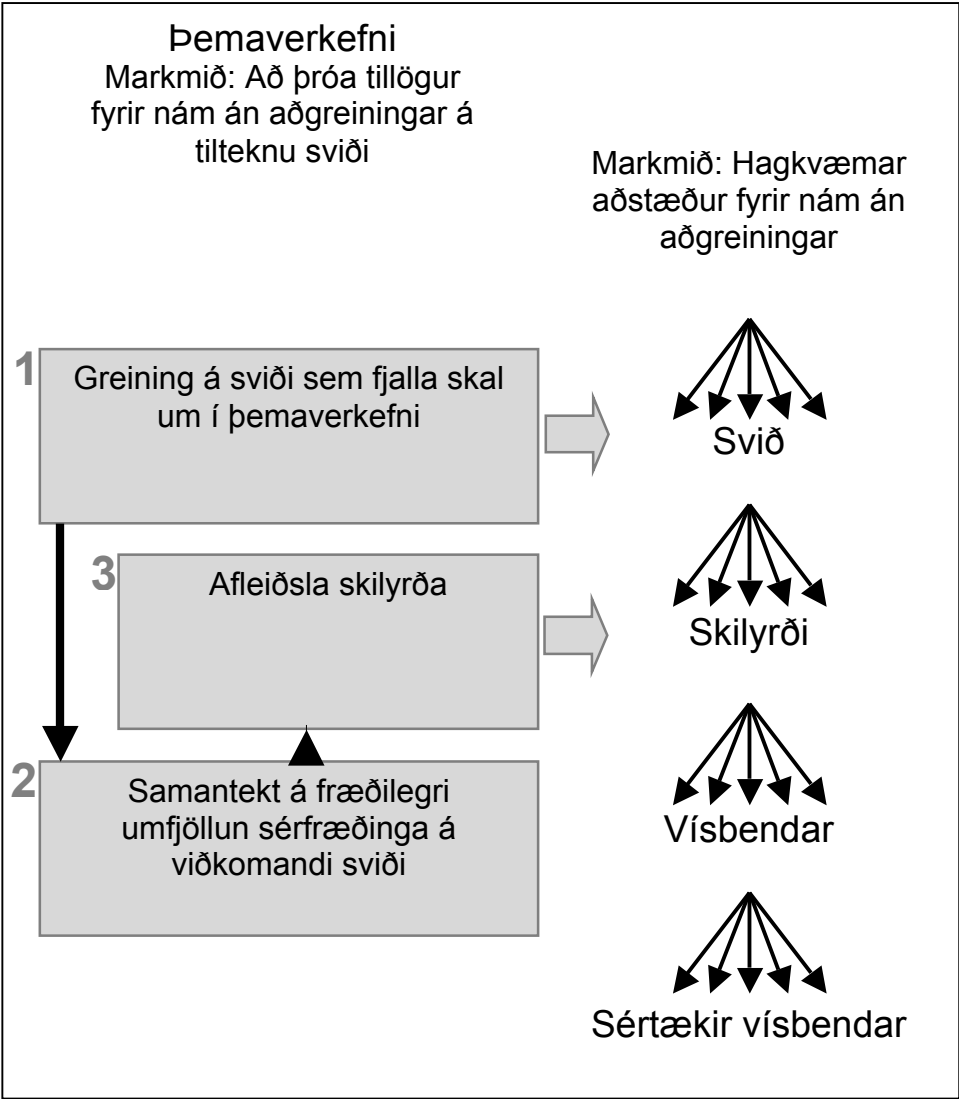 Þemaverkefni
Markmið: Að þróa tillögur
fyrir nám án aðgreiningar á
tilteknu sviði
Markmið: Hagkvæmar
aðstæður fyrir nám án
aðgreiningar
1
Greining á sviði sem fjalla skal
um í þemaverkefni
Svið
3
Afleiðsla skilyrða
Skilyrði
2
Samantekt á fræðilegri
umfjöllun sérfræðinga á
viðkomandi sviði
Vísbendar
Sértækir vísbendar